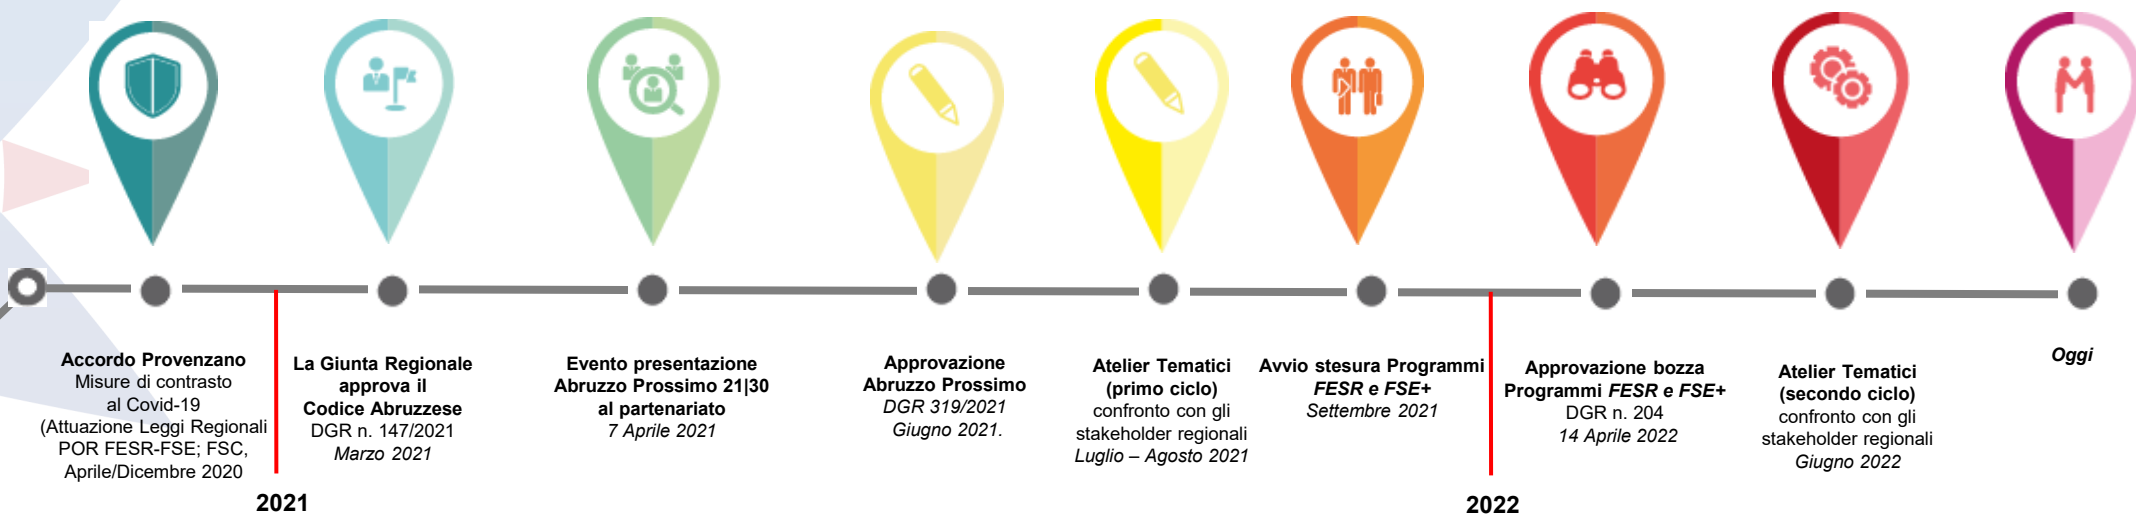 Accordo Provenzano
Misure di contrasto
al Covid-19
(Attuazione Leggi Regionali
POR FESR-FSE; FSC,
Aprile/Dicembre 2020
2021
La Giunta Regionale
approva il
Codice Abruzzese
DGR n. 147/2021
Marzo 2021
Evento presentazione
Abruzzo Prossimo 21|30
al partenariato
7 Aprile 2021
Approvazione
Abruzzo Prossimo
DGR 319/2021
Giugno 2021.
Atelier Tematici
(primo ciclo)
confronto con gli
stakeholder regionali
Luglio – Agosto 2021
Avvio stesura Programmi
FESR e FSE+
Settembre 2021
2022
Approvazione bozza
Programmi FESR e FSE+
DGR n. 204
14 Aprile 2022
Atelier Tematici
(secondo ciclo)
confronto con gli
stakeholder regionali
Giugno 2022
Oggi